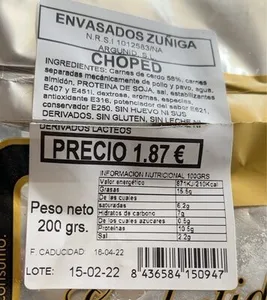 ENVASADOS ZUÑIGA
N.R.S.I 1012583/NA
ARGUNID, S.L.
CHOPED
INGREDIENTES: Carnes de cerdo 58%, carnes
separadas mecánicamente de pollo y pavo, agua,
almidón, PROTEINA DE SOJA, sal, estabilizantes,
E407 y E451i, dextrosa, aromas, especias,
antioxidante E316, potenciador del sabor E621,
conservador E250. SIN HUEVO NI SUS
DERIVADOS, SIN GLUTEN, SIN LECHE NI
DERIVADOS LACTEOS
PRECIO 1.87 €
INFORMACION NUTRICIONAL 100GRS
Valor energético 871KJ/210Kcal
Grasas 15.5g
De las cuales
saturadas 6.2g
Hidratos de carbono 7g
De los cuales azucares 0.5g
Proteinas 10.5g
Sal 2.2g
Peso neto
200 grs.
F. CADUCIDAD: 16-04-22
LOTE: 15-02-22
8 436584 150947
onsumo.